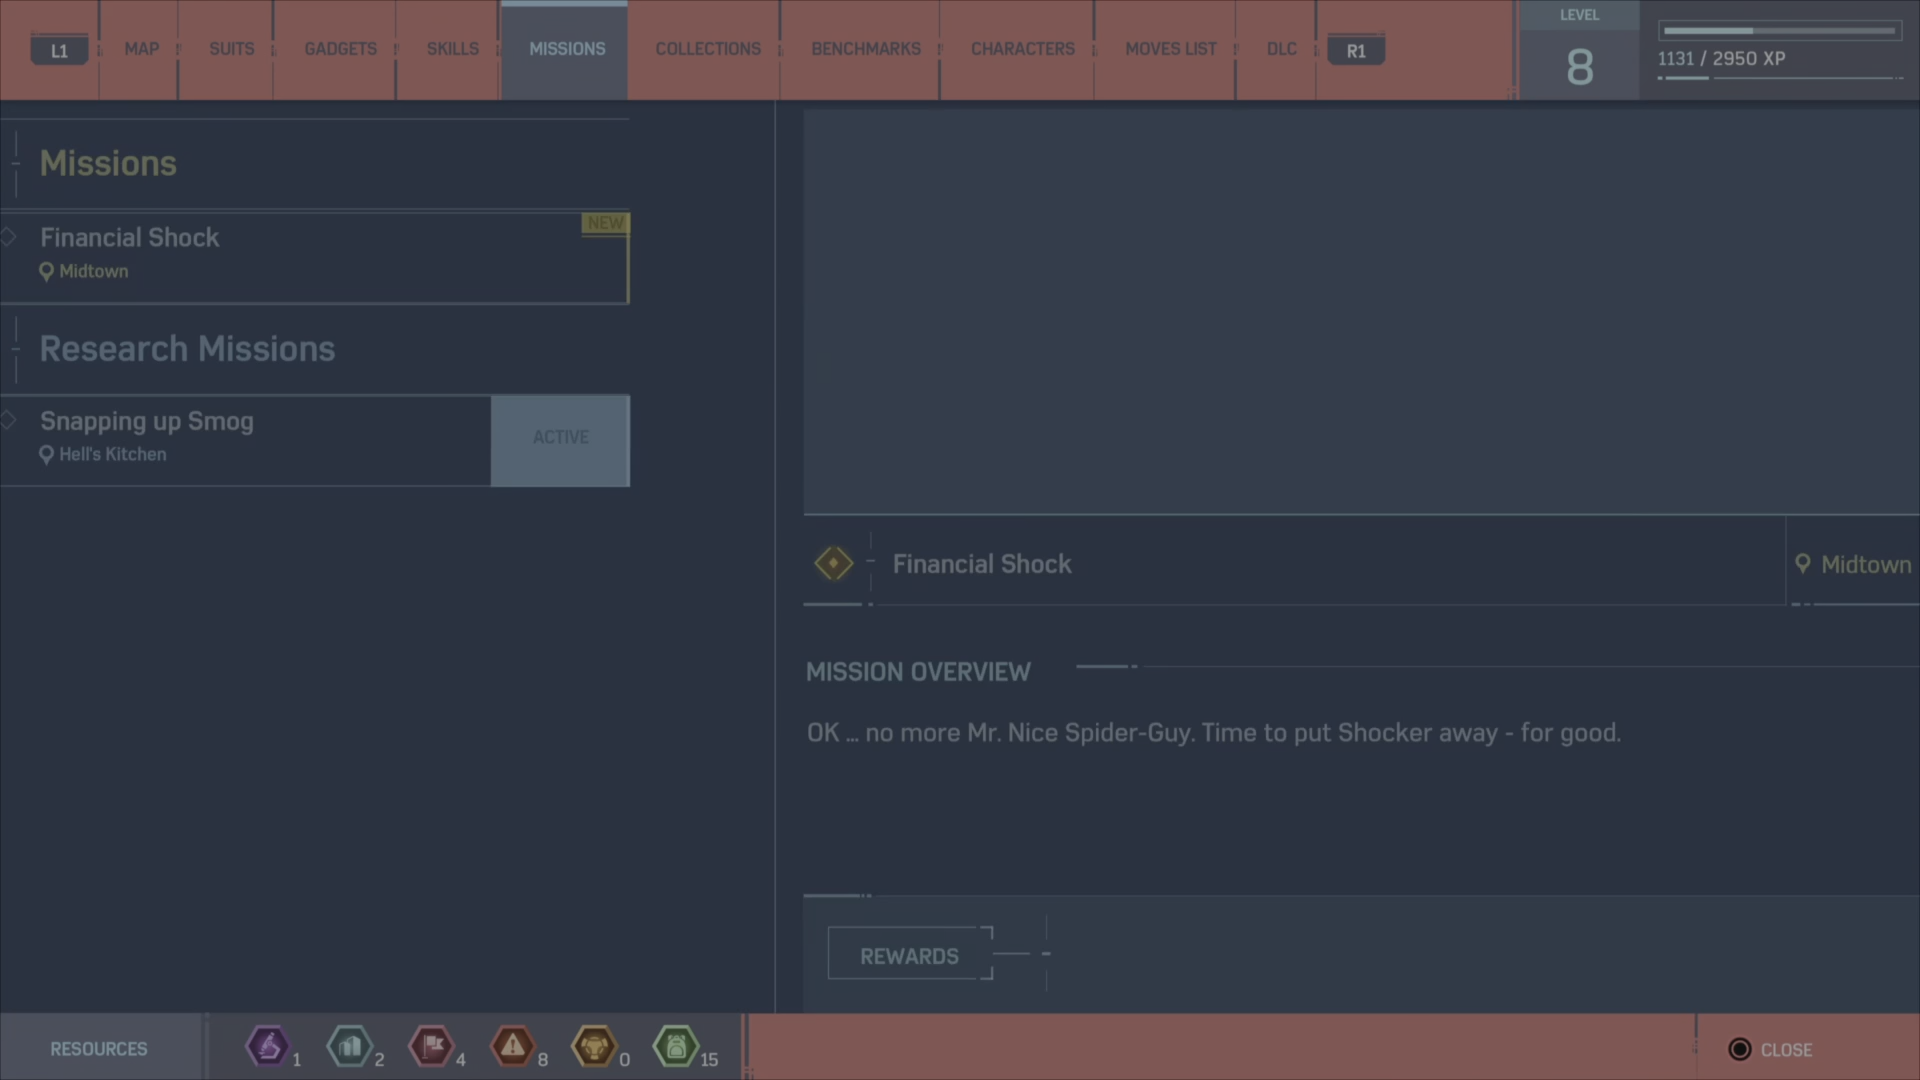 L1
MAP
SUITS
GADGETS
SKILLS
MISSIONS
COLLECTIONS
BENCHMARKS
CHARACTERS
MOVES LIST
DLC
R1
LEVEL
8
1131 / 2950 XP
Missions
NEW
Financial Shock
Midtown
Research Missions
Snapping up Smog
Hell's Kitchen
ACTIVE
Financial Shock
Midtown
MISSION OVERVIEW
OK ... no more Mr. Nice Spider-Guy. Time to put Shocker away - for good.
REWARDS
RESOURCES
1
2
4
8
0
15
CLOSE